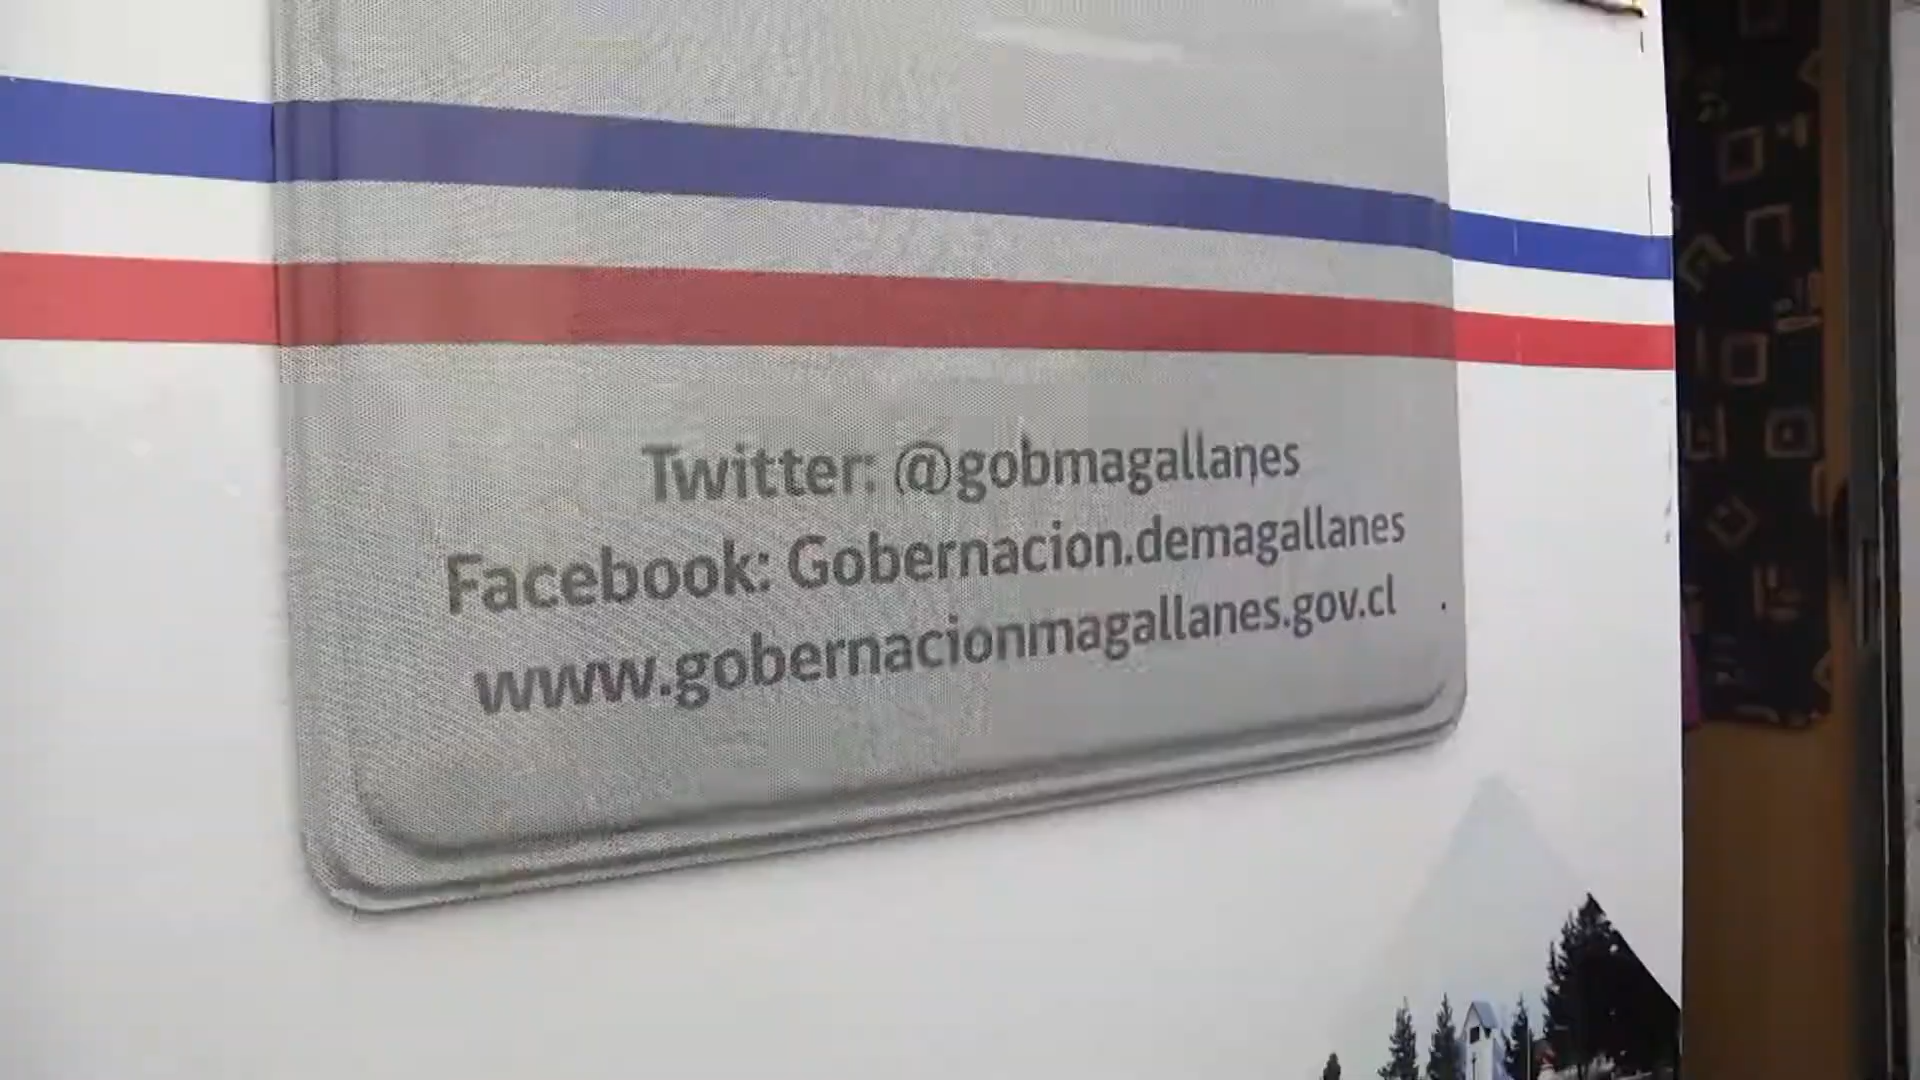 Twitter: @gobmagallanes
Facebook: Gobernacion.demagallanes
www.gobernacionmagallanes.gov.cl